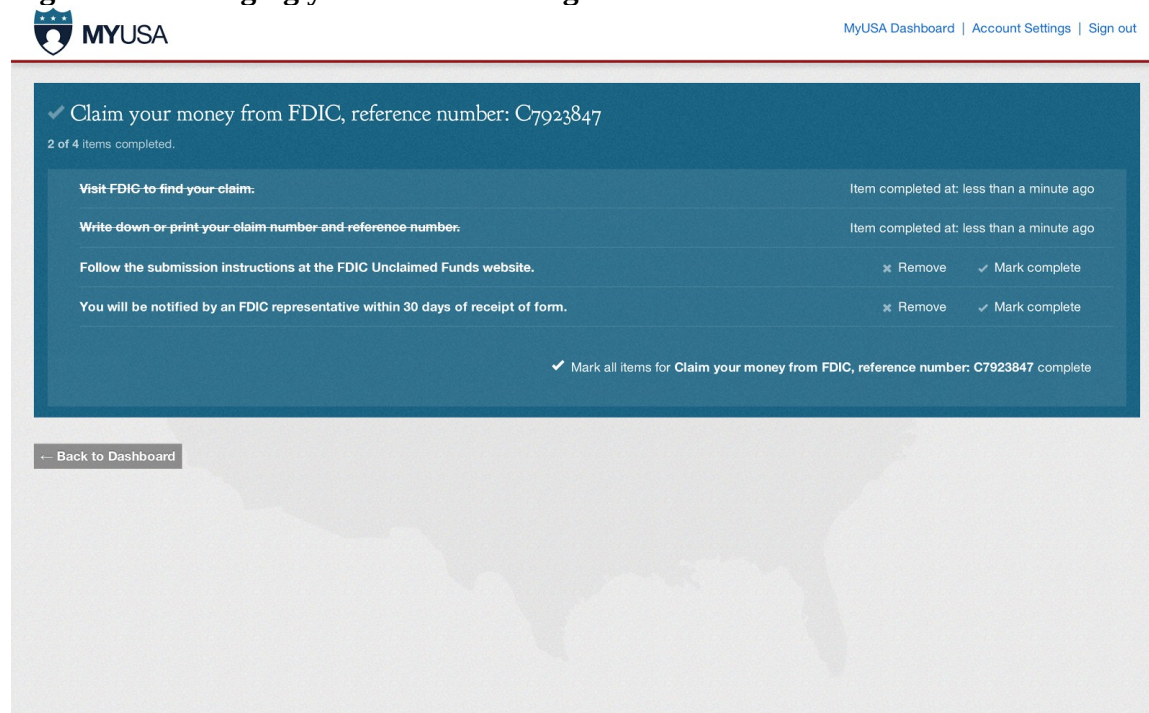 MYUSA
MyUSA Dashboard | Account Settings | Sign out
Claim your money from FDIC, reference number: C7923847
2 of 4 items completed.
Visit FDIC to find your claim. Item completed at: less than a minute ago
Write down or print your claim number and reference number. Item completed at: less than a minute ago
Follow the submission instructions at the FDIC Unclaimed Funds website. Remove Mark complete
You will be notified by an FDIC representative within 30 days of receipt of form. Remove Mark complete
Mark all items for Claim your money from FDIC, reference number: C7923847 complete
← Back to Dashboard